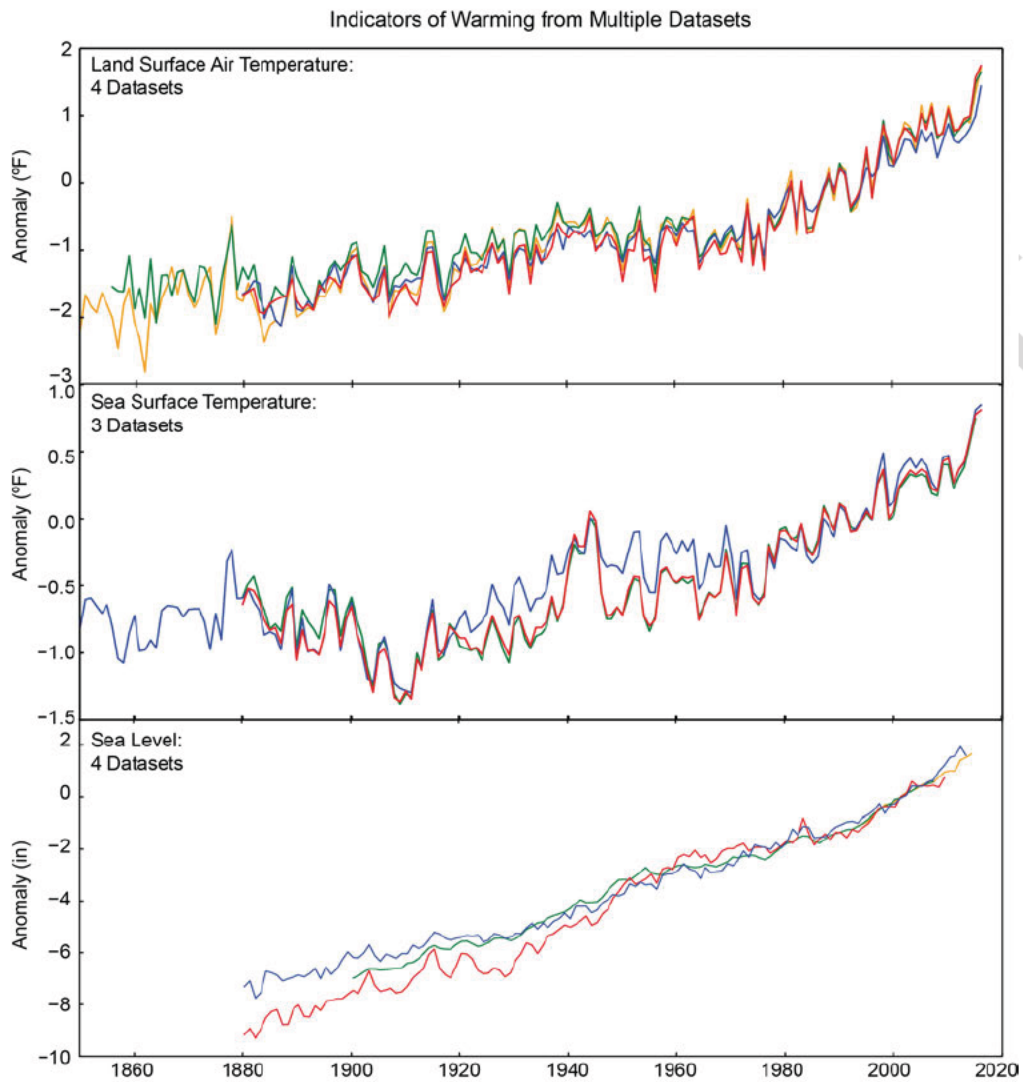 Indicators of Warming from Multiple Datasets
2
Land Surface Air Temperature:
4 Datasets
1
0
−1
−2
−3
Anomaly (ºF)
1.0
Sea Surface Temperature:
3 Datasets
0.5
0.0
−0.5
−1.0
−1.5
Anomaly (ºF)
2
Sea Level:
4 Datasets
0
−2
−4
−6
−8
−10
Anomaly (in)
1860 1880 1900 1920 1940 1960 1980 2000 2020